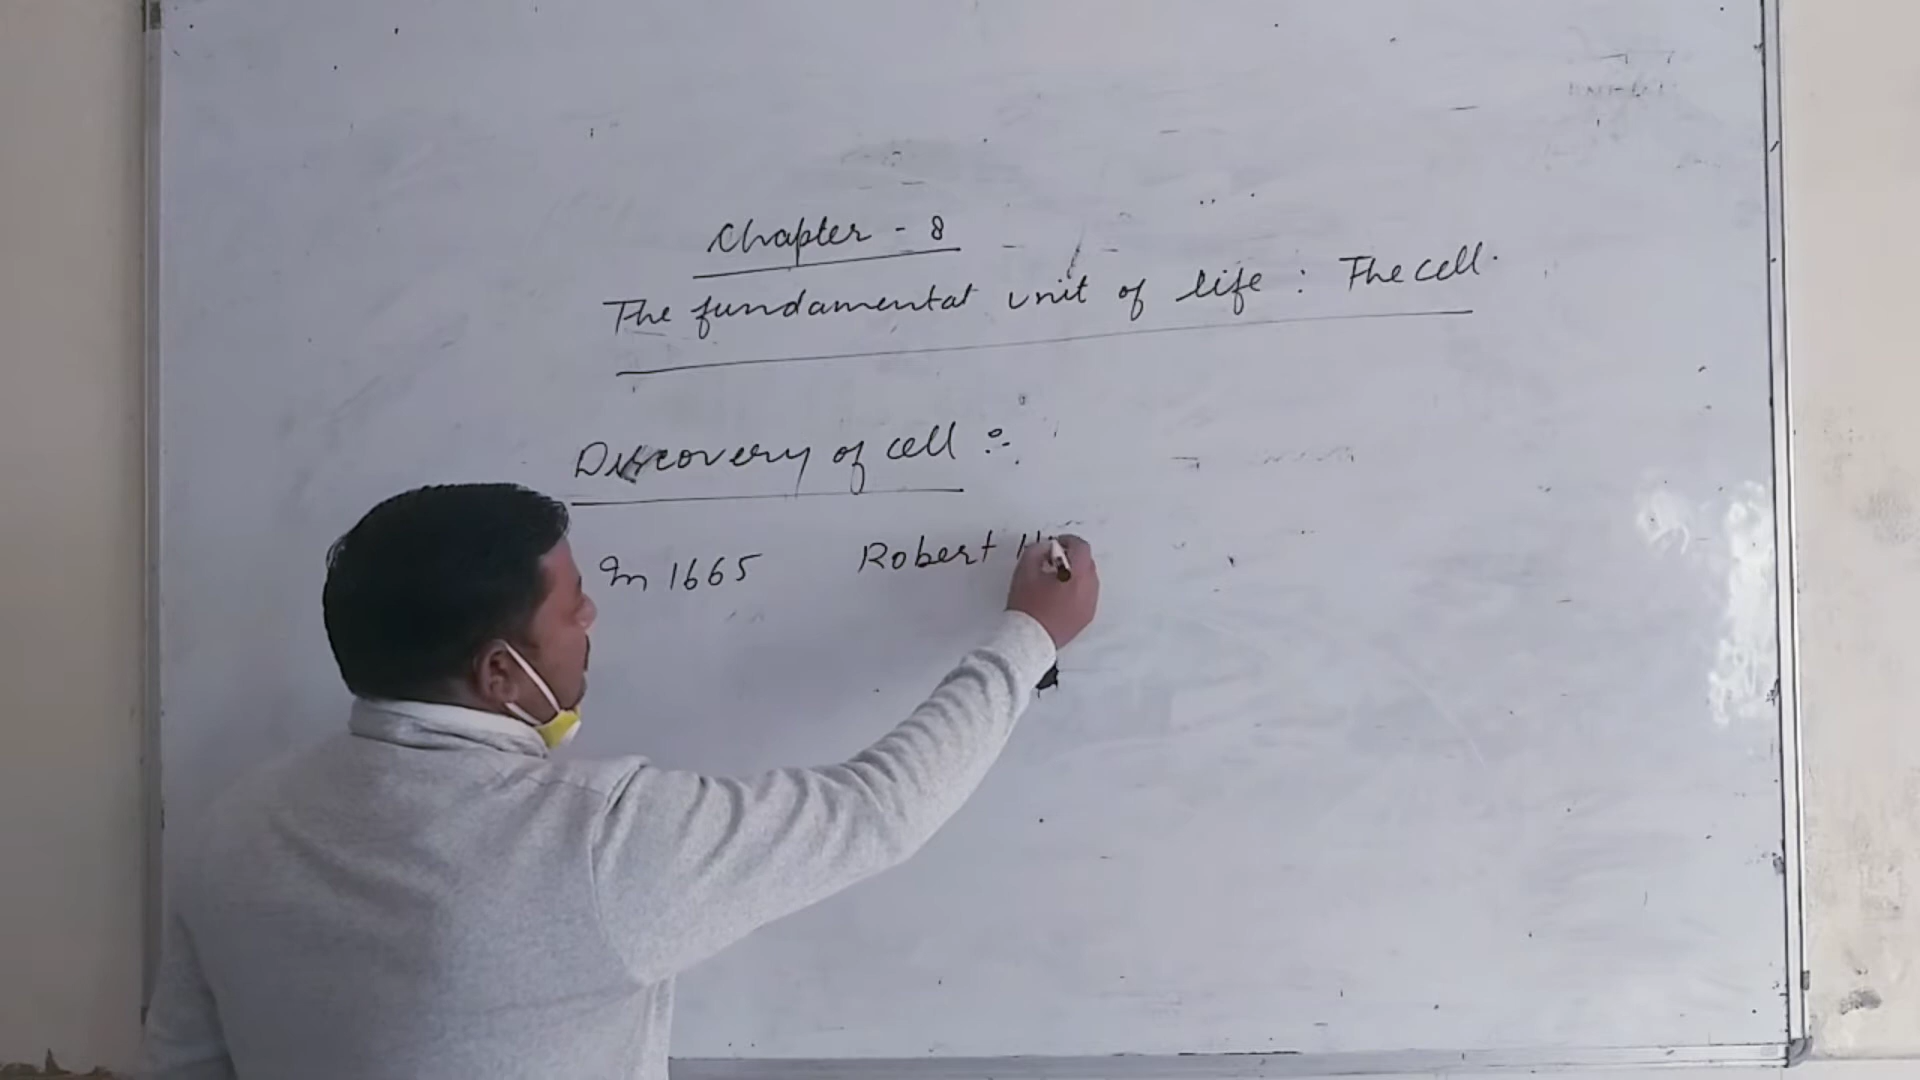 Chapter - 8
The fundamental unit of life : The cell.
Discovery of cell :-
In 1665 Robert